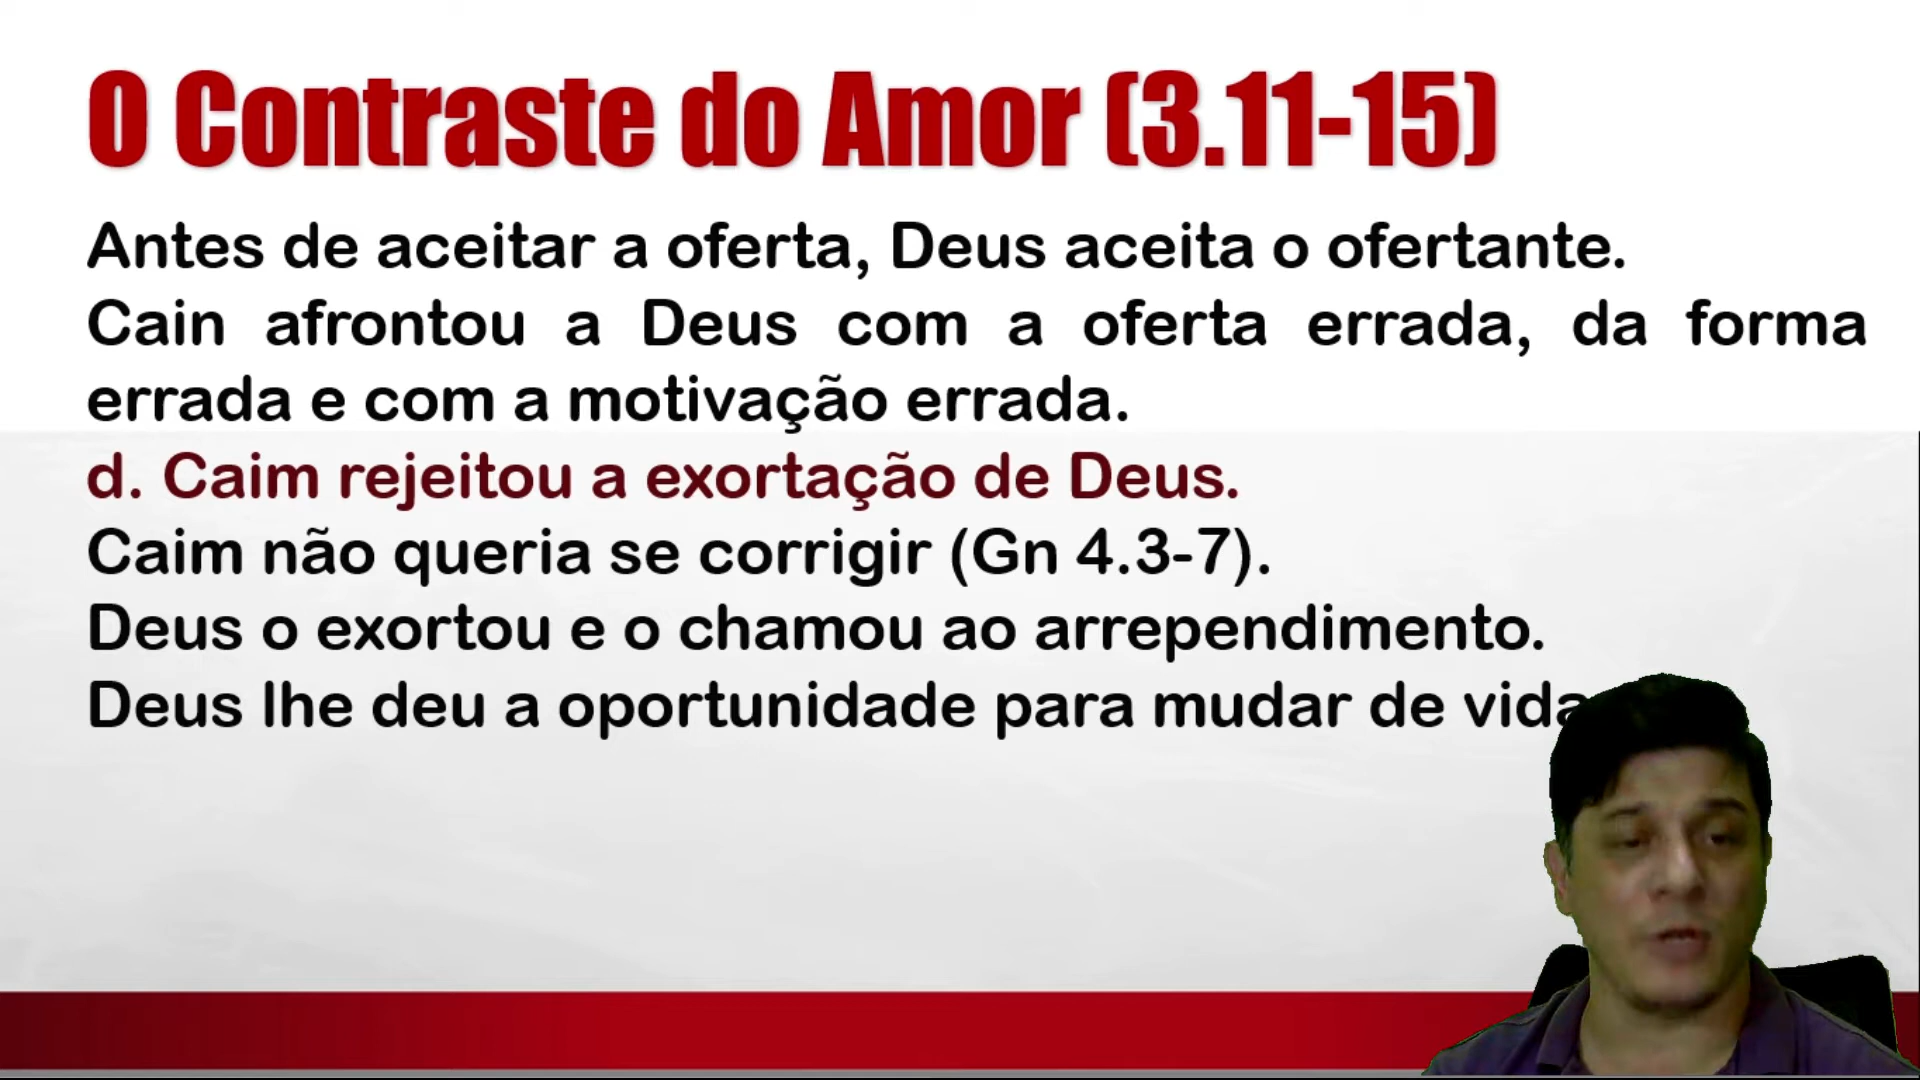 O Contraste do Amor (3.11-15)
Antes de aceitar a oferta, Deus aceita o ofertante.
Cain afrontou a Deus com a oferta errada, da forma
errada e com a motivação errada.
d. Caim rejeitou a exortação de Deus.
Caim não queria se corrigir (Gn 4.3-7).
Deus o exortou e o chamou ao arrependimento.
Deus lhe deu a oportunidade para mudar de vida